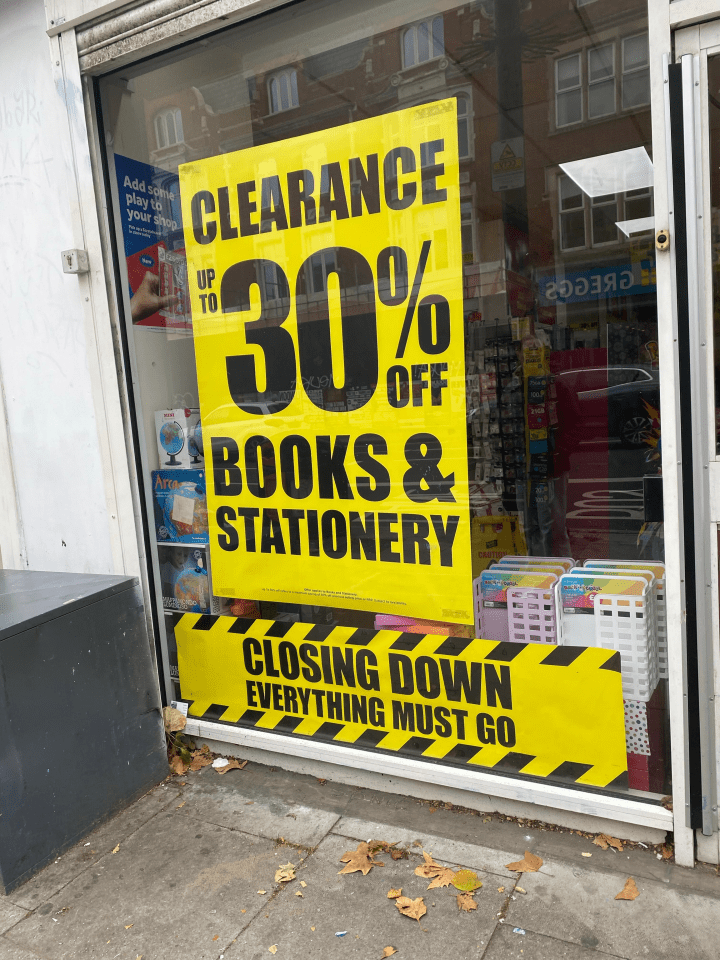 Add some
play to
your shop
CLEARANCE
UP
TO
30%
OFF
BOOKS &
STATIONERY
CLOSING DOWN
EVERYTHING MUST GO
GREGGS
CAUTION